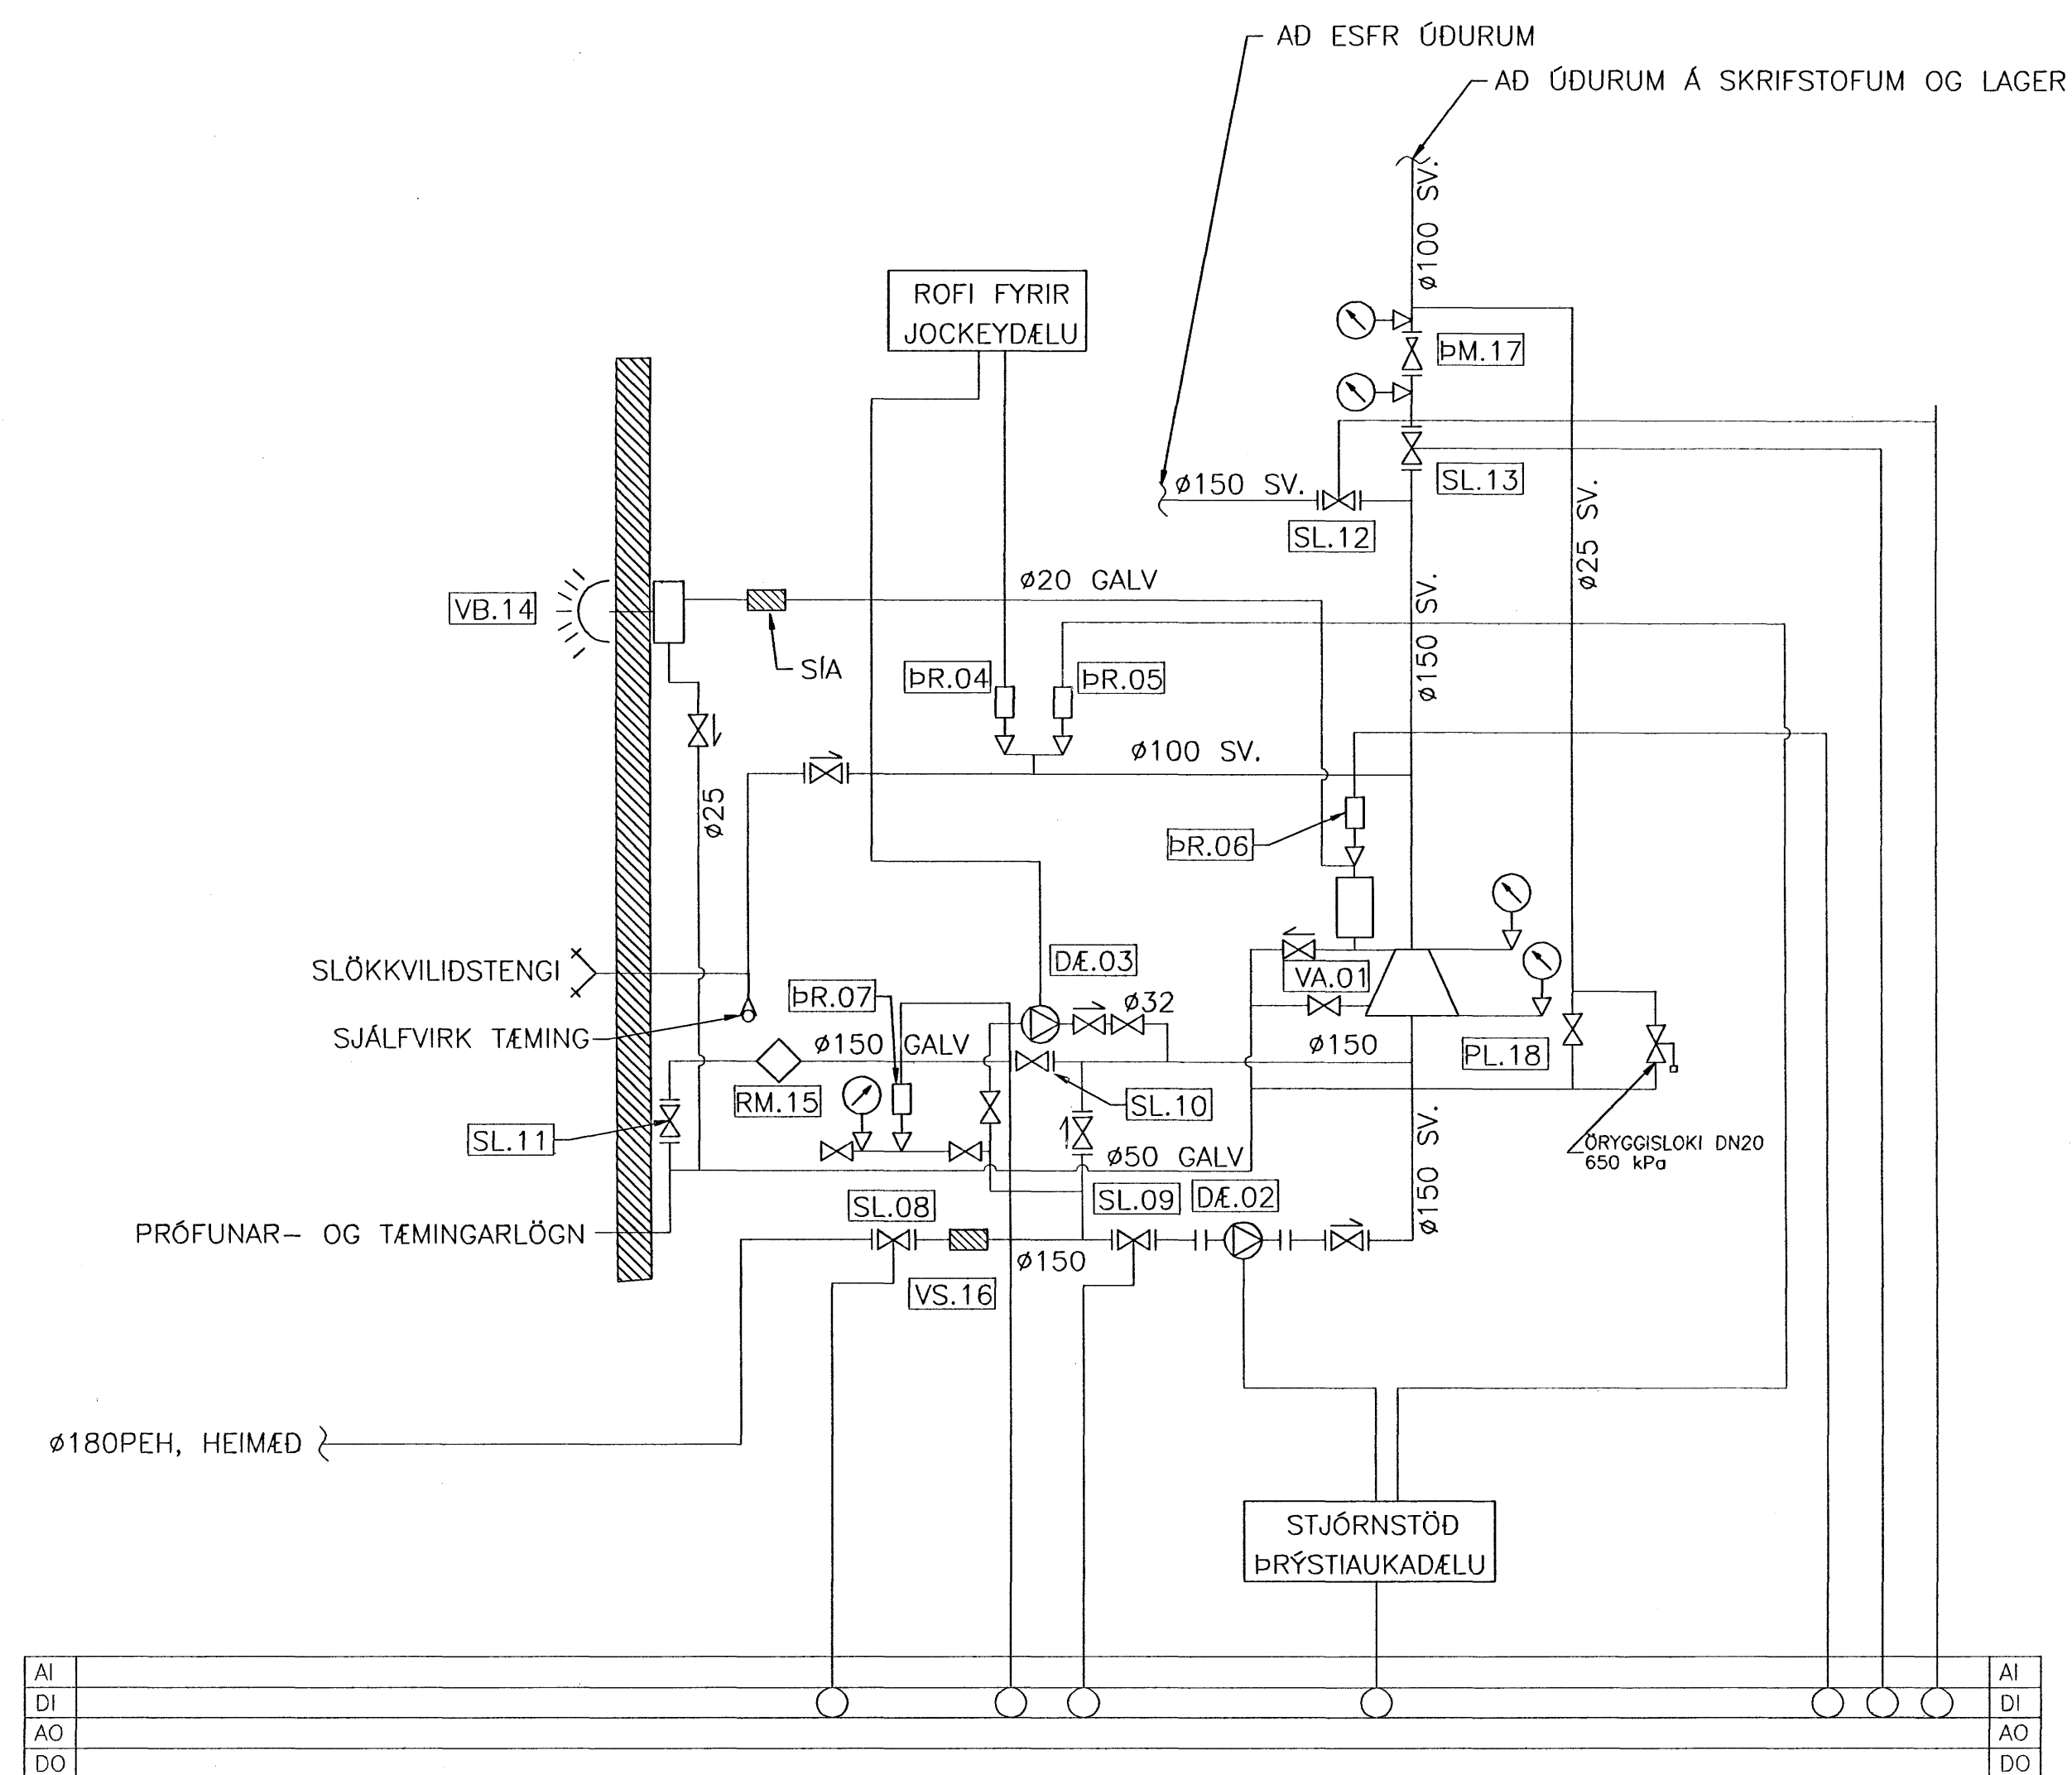 AÐ ESFR ÚÐURUM
AÐ ÚÐURUM Á SKRIFSTOFUM OG LAGER
ø100 SV.
ROFI FYRIR
JOCKEYDÆLU
ÞM.17
SL.13
ø150 SV.
SL.12
ø25 SV.
ø20 GALV
VB.14
SÍA
ø150 SV.
ÞR.04
ÞR.05
ø100 SV.
ø25
ÞR.06
SLÖKKVILIÐSTENGI
DÆ.03
VA.01
ÞR.07
ø32
SJÁLFVIRK TÆMING
ø150 GALV
ø150
PL.18
RM.15
SL.10
SL.11
ø150 SV.
ÖRYGGISLOKI DN20
650 kPa
ø50 GALV
SL.08
SL.09
DÆ.02
PRÓFUNAR- OG TÆMINGARLÖGN
ø150
VS.16
ø180PEH, HEIMÆÐ
STJÓRNSTÖÐ
ÞRÝSTIAUKADÆLU
AI
AI
DI
DI
AO
AO
DO
DO